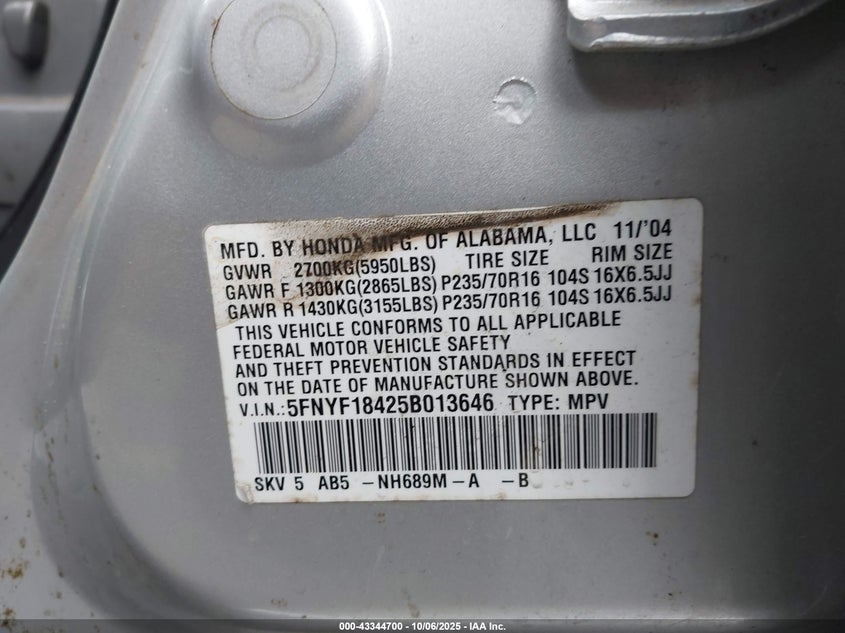 MFD. BY HONDA MFG. OF ALABAMA, LLC 11/'04
GVWR 2700KG(5950LBS) TIRE SIZE RIM SIZE
GAWR F 1300KG(2865LBS) P235/70R16 104S 16X6.5JJ
GAWR R 1430KG(3155LBS) P235/70R16 104S 16X6.5JJ
THIS VEHICLE CONFORMS TO ALL APPLICABLE
FEDERAL MOTOR VEHICLE SAFETY
AND THEFT PREVENTION STANDARDS IN EFFECT
ON THE DATE OF MANUFACTURE SHOWN ABOVE.
V.I.N.: 5FNYF18425B013646 TYPE: MPV
SKV 5 AB5 -NH689M-A -B
000-43344700 - 10/06/2025 - IAA Inc.